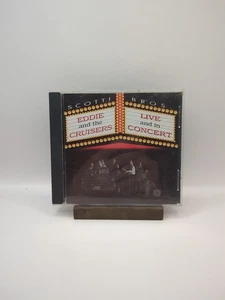 SCOTTI BROS.
EDDIE
and the
CRUISERS
LIVE
and in
CONCERT